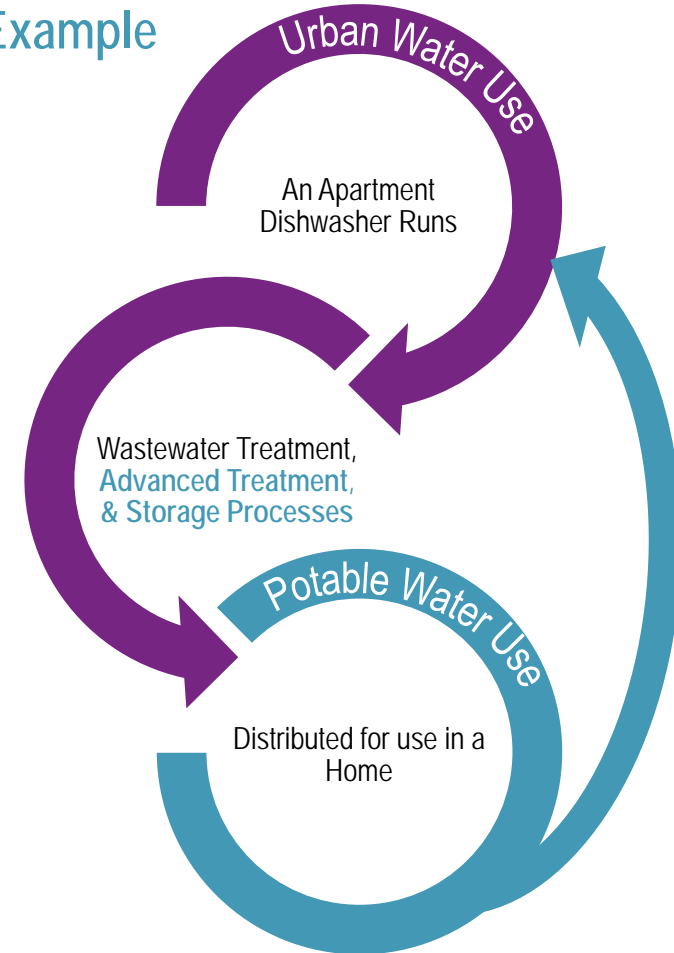 Example
Urban Water Use
An Apartment
Dishwasher Runs
Wastewater Treatment,
Advanced Treatment,
& Storage Processes
Potable Water Use
Distributed for use in a
Home